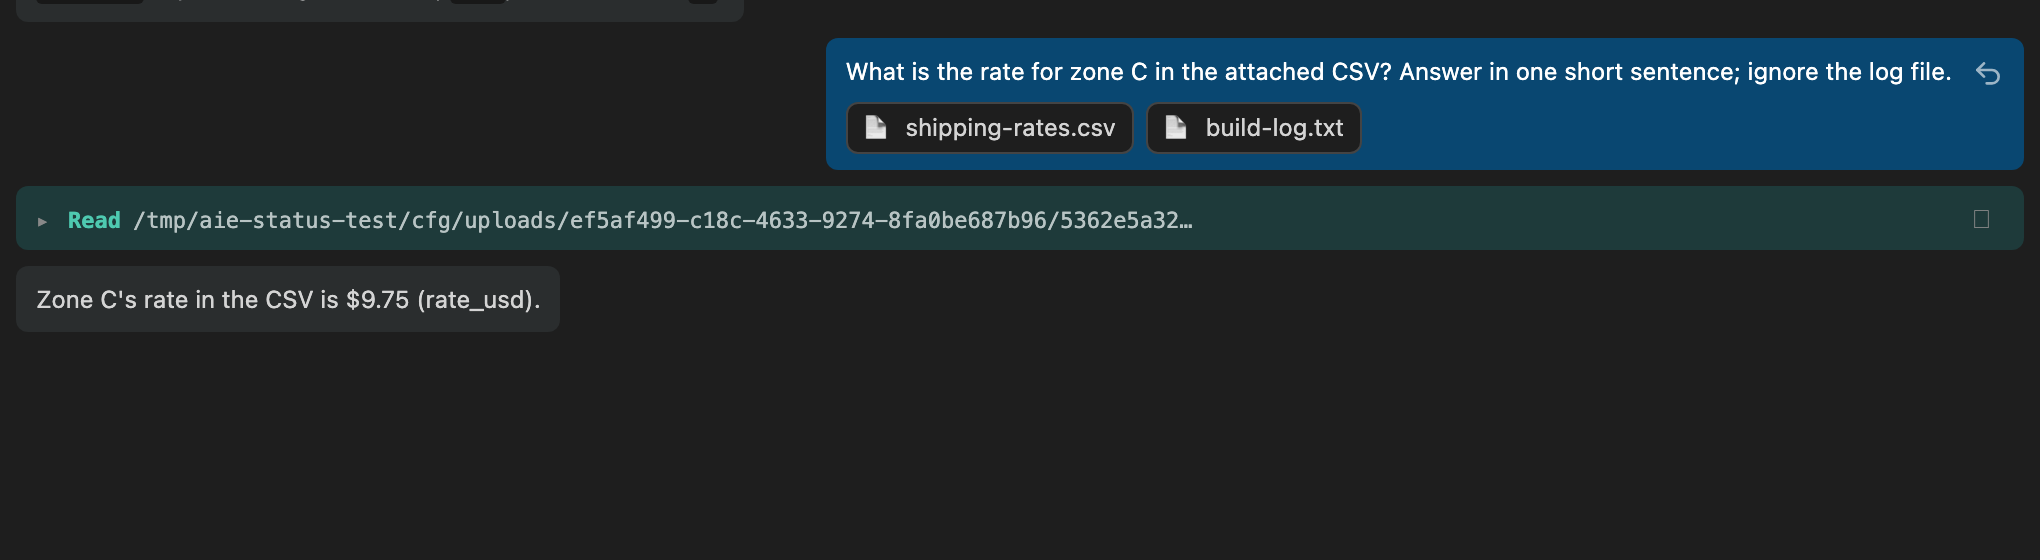 What is the rate for zone C in the attached CSV? Answer in one short sentence; ignore the log file.
shipping-rates.csv build-log.txt
Read /tmp/aie-status-test/cfg/uploads/ef5af499-c18c-4633-9274-8fa0be687b96/5362e5a32…
Zone C's rate in the CSV is $9.75 (rate_usd).